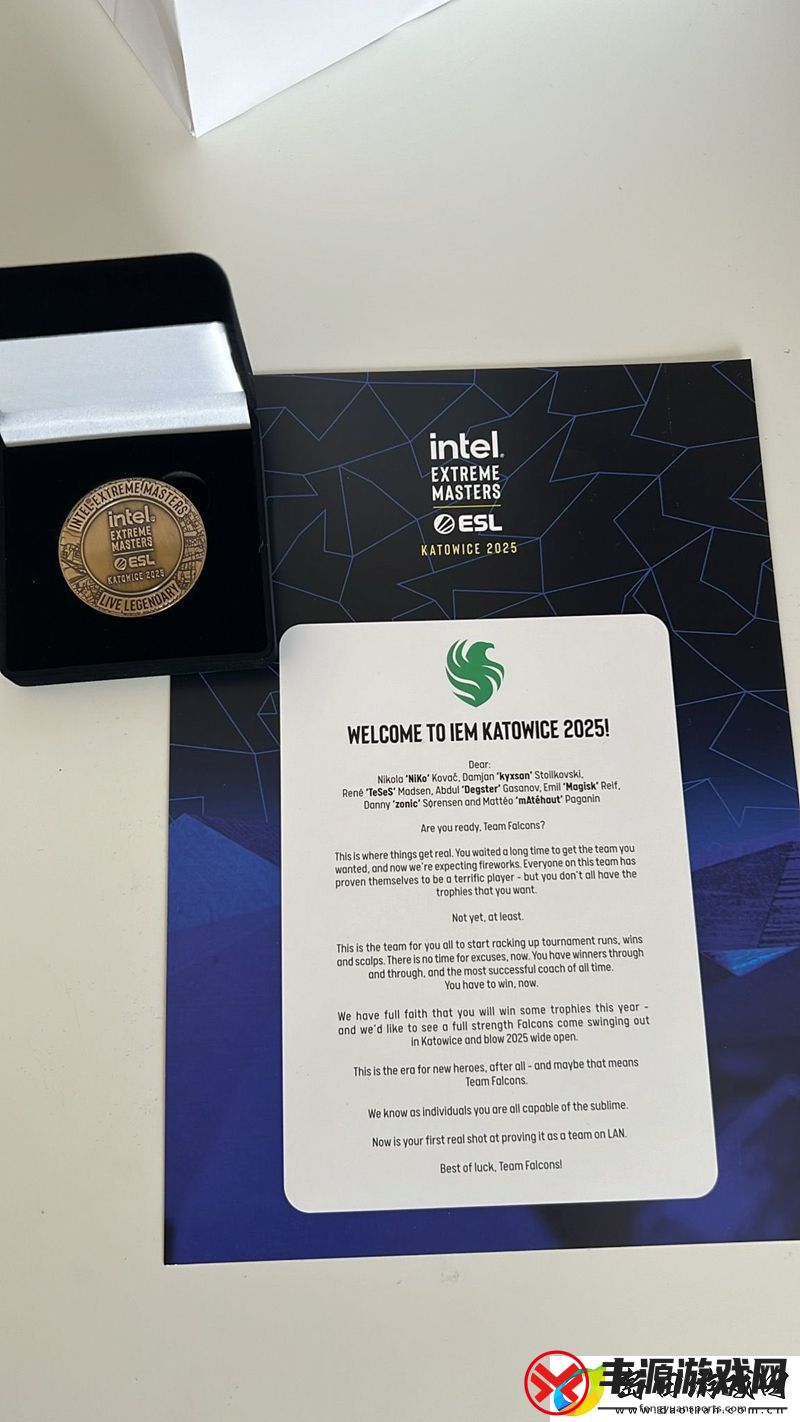 INTEL EXTREME MASTERS
intel.
EXTREME
MASTERS
ESL
KATOWICE 2025
LIVE LEGENDARY
intel.
EXTREME
MASTERS
ESL
KATOWICE 2025
WELCOME TO IEM KATOWICE 2025!
Dear:
Nikola 'NiKo' Kovač, Damjan 'kyxsan' Stoilkovski,
René 'TeSeS' Madsen, Abdul 'Degster' Gasanov, Emil 'Magisk' Reif,
Danny 'zonic' Sørensen and Mattéo 'mAtéhaut' Paganin
Are you ready, Team Falcons?
This is where things get real. You waited a long time to get the team you
wanted, and now we're expecting fireworks. Everyone on this team has
proven themselves to be a terrific player - but you don't all have the
trophies that you want.
Not yet, at least.
This is the team for you all to start racking up tournament runs, wins
and scalps. There is no time for excuses, now. You have winners through
and through, and the most successful coach of all time.
You have to win, now.
We have full faith that you will win some trophies this year -
and we'd like to see a full strength Falcons come swinging out
in Katowice and blow 2025 wide open.
This is the era for new heroes, after all - and maybe that means
Team Falcons.
We know as individuals you are all capable of the sublime.
Now is your first real shot at proving it as a team on LAN.
Best of luck, Team Falcons!
丰源游戏网